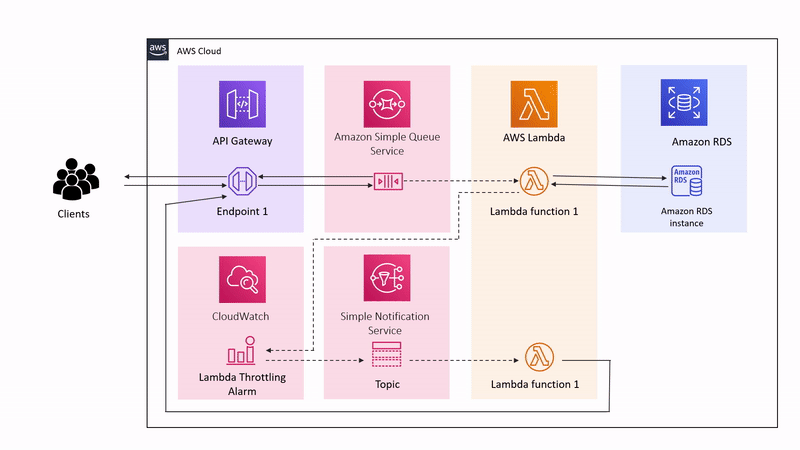 aws
AWS Cloud
API Gateway
Amazon Simple Queue
Service
AWS Lambda
Amazon RDS
Clients
Endpoint 1
Lambda function 1
Amazon
RDS
Amazon RDS
instance
CloudWatch
Simple Notification
Service
Lambda Throttling
Alarm
Topic
Lambda function 1